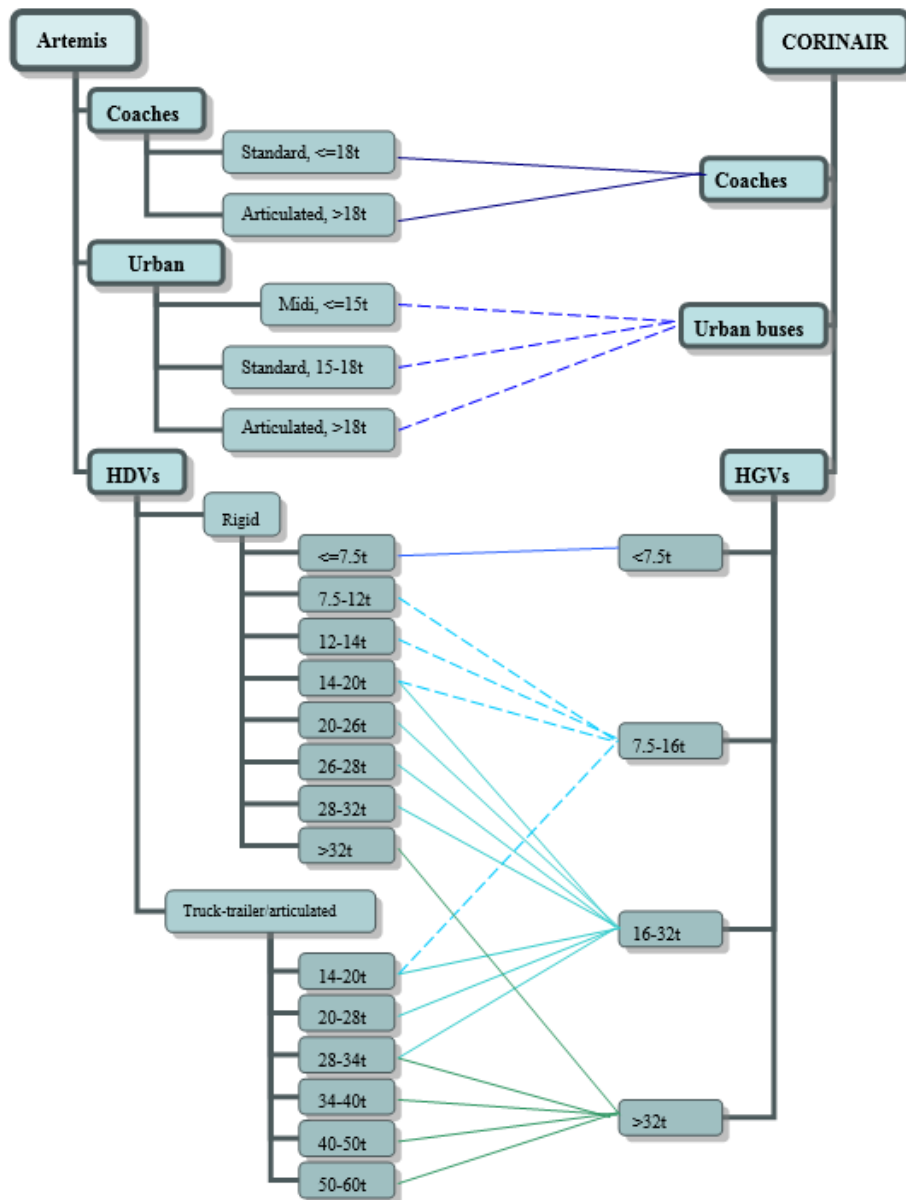 Artemis
CORINAIR
Coaches
Standard, <=18t
Coaches
Articulated, >18t
Urban
Midi, <=15t
Urban buses
Standard, 15-18t
Articulated, >18t
HDVs
HGVs
Rigid
<=7.5t
<7.5t
7.5-12t
12-14t
14-20t
20-26t
7.5-16t
26-28t
28-32t
>32t
Truck-trailer/articulated
16-32t
14-20t
20-28t
28-34t
34-40t
>32t
40-50t
50-60t